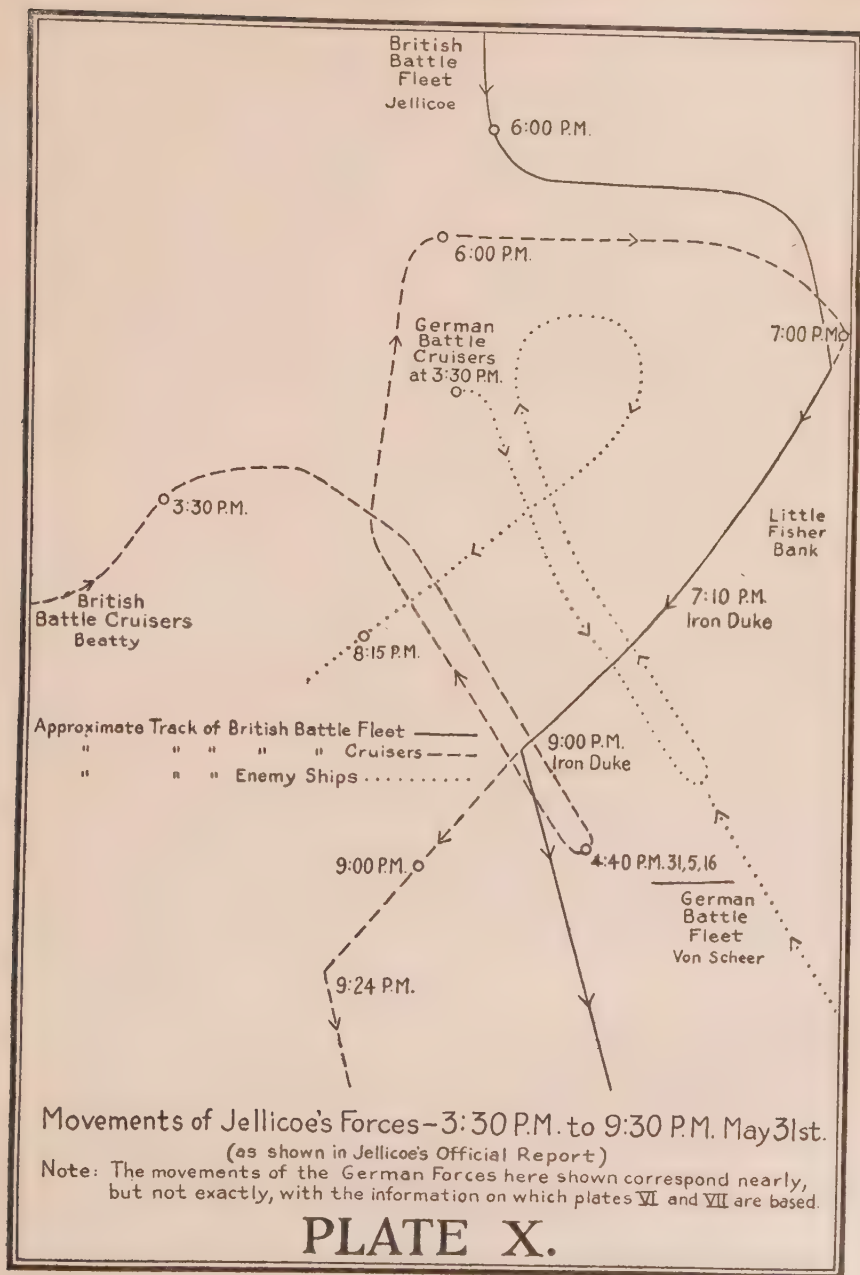 British
Battle
Fleet
Jellicoe
6:00 P.M.
6:00 P.M.
7:00 P.M.
German
Battle
Cruisers
at 3:30 P.M.
3:30 P.M.
Little
Fisher
Bank
British
Battle Cruisers
Beatty
7:10 P.M.
Iron Duke
8:15 P.M.
Approximate Track of British Battle Fleet
" " " " " Cruisers
" " " Enemy Ships
9:00 P.M.
Iron Duke
9:00 P.M.
4:40 P.M. 31,5,16
German
Battle
Fleet
Von Scheer
9:24 P.M.
Movements of Jellicoe's Forces-3:30 P.M. to 9:30 P.M. May 31st.
(as shown in Jellicoe's Official Report)
Note: The movements of the German Forces here shown correspond nearly,
but not exactly, with the information on which plates VI and VII are based.
PLATE X.